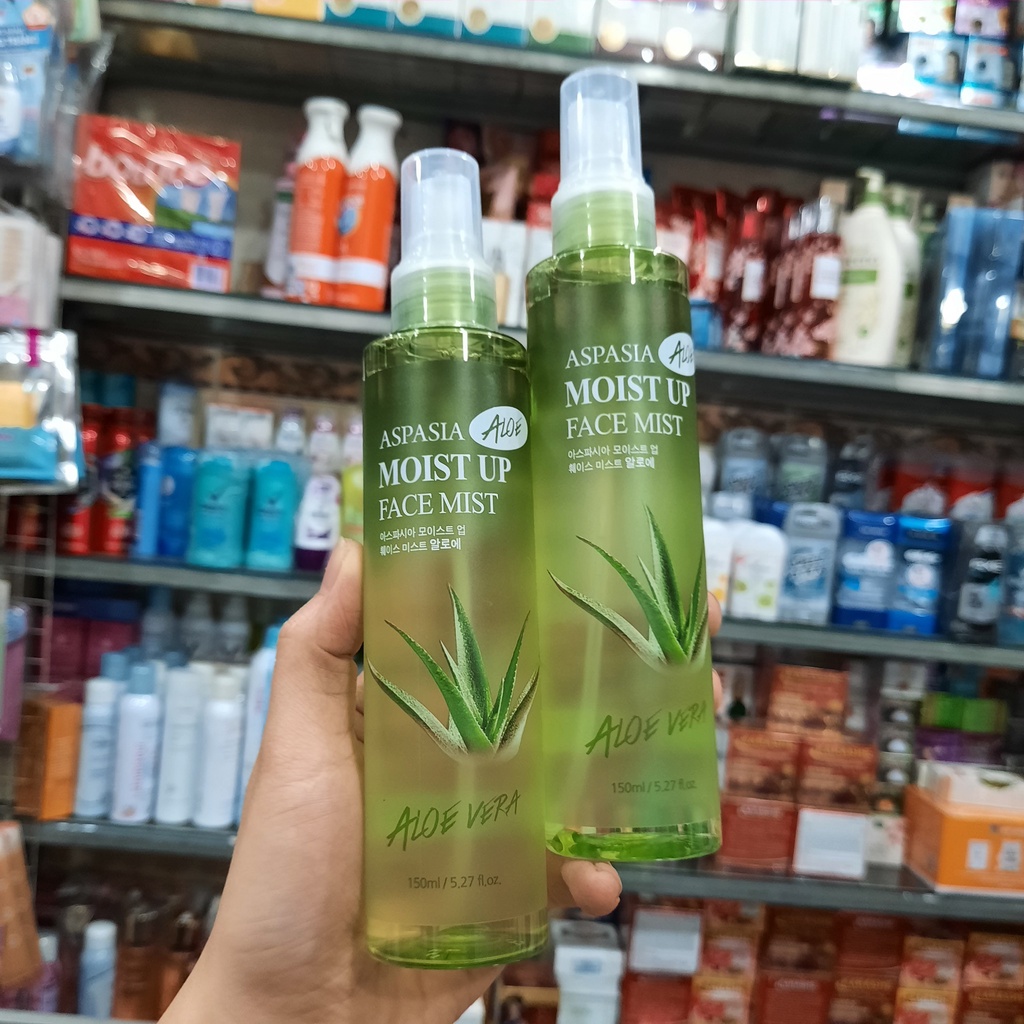 ASPASIA ALOE
MOIST UP
FACE MIST
아스파시아 모이스트 업
훼이스 미스트 알로에
ALOE VERA
150ml / 5.27 fl.oz.
ASPASIA ALOE
MOIST UP
FACE MIST
아스파시아 모이스트 업
훼이스 미스트 알로에
ALOE VERA
150ml / 5.27 fl.oz.